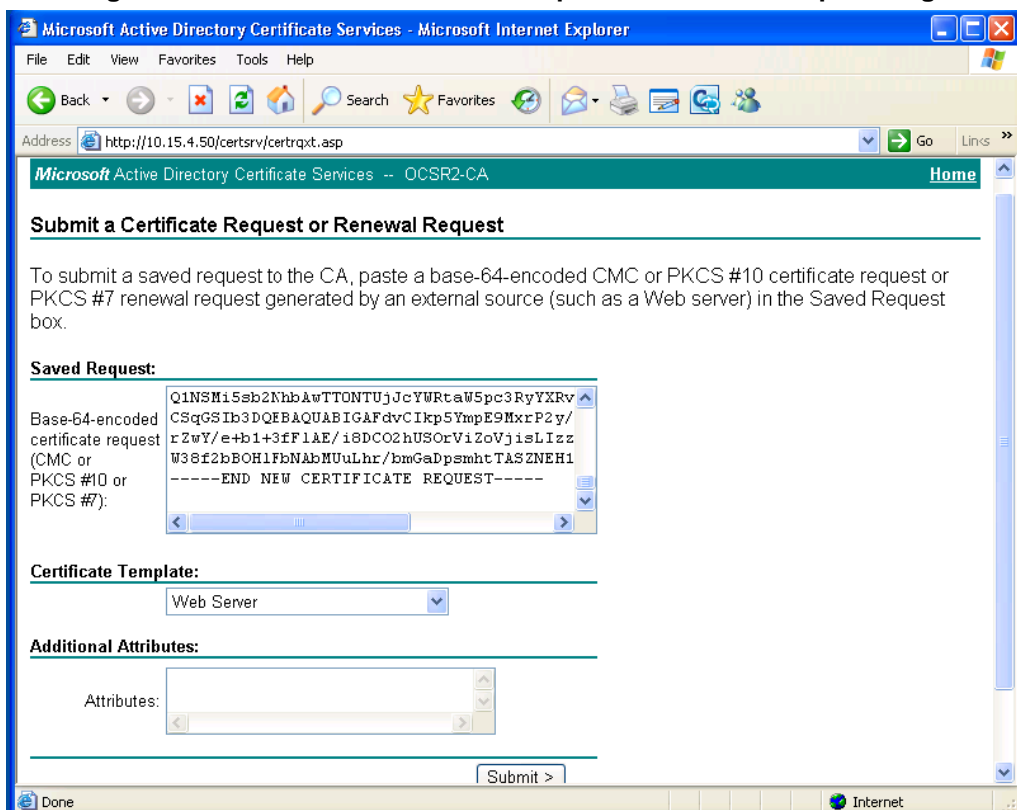 Microsoft Active Directory Certificate Services - Microsoft Internet Explorer
File Edit View Favorites Tools Help
Back Search Favorites
Address http://10.15.4.50/certsrv/certrqxt.asp Go Links »
Microsoft Active Directory Certificate Services -- OCSR2-CA Home
Submit a Certificate Request or Renewal Request
To submit a saved request to the CA, paste a base-64-encoded CMC or PKCS #10 certificate request or
PKCS #7 renewal request generated by an external source (such as a Web server) in the Saved Request
box.
Saved Request:
Base-64-encoded
certificate request
(CMC or
PKCS #10 or
PKCS #7):
Q1NSMi5sb2NhbAwTTONTUjJcYWRtaW5pc3RyYXRv
CSqGSIb3DQEBAQUABIGAFdvCIkp5YmpE9MxrP2y/
rZwY/e+b1+3fFlAE/i8DCO2hUSOrViZoVjisLIzz
W38f2bBOHlFbNAbMUuLhr/bmGaDpsmhtTASZNEH1
-----END NEW CERTIFICATE REQUEST-----
Certificate Template:
Web Server
Additional Attributes:
Attributes:
Submit >
Done Internet